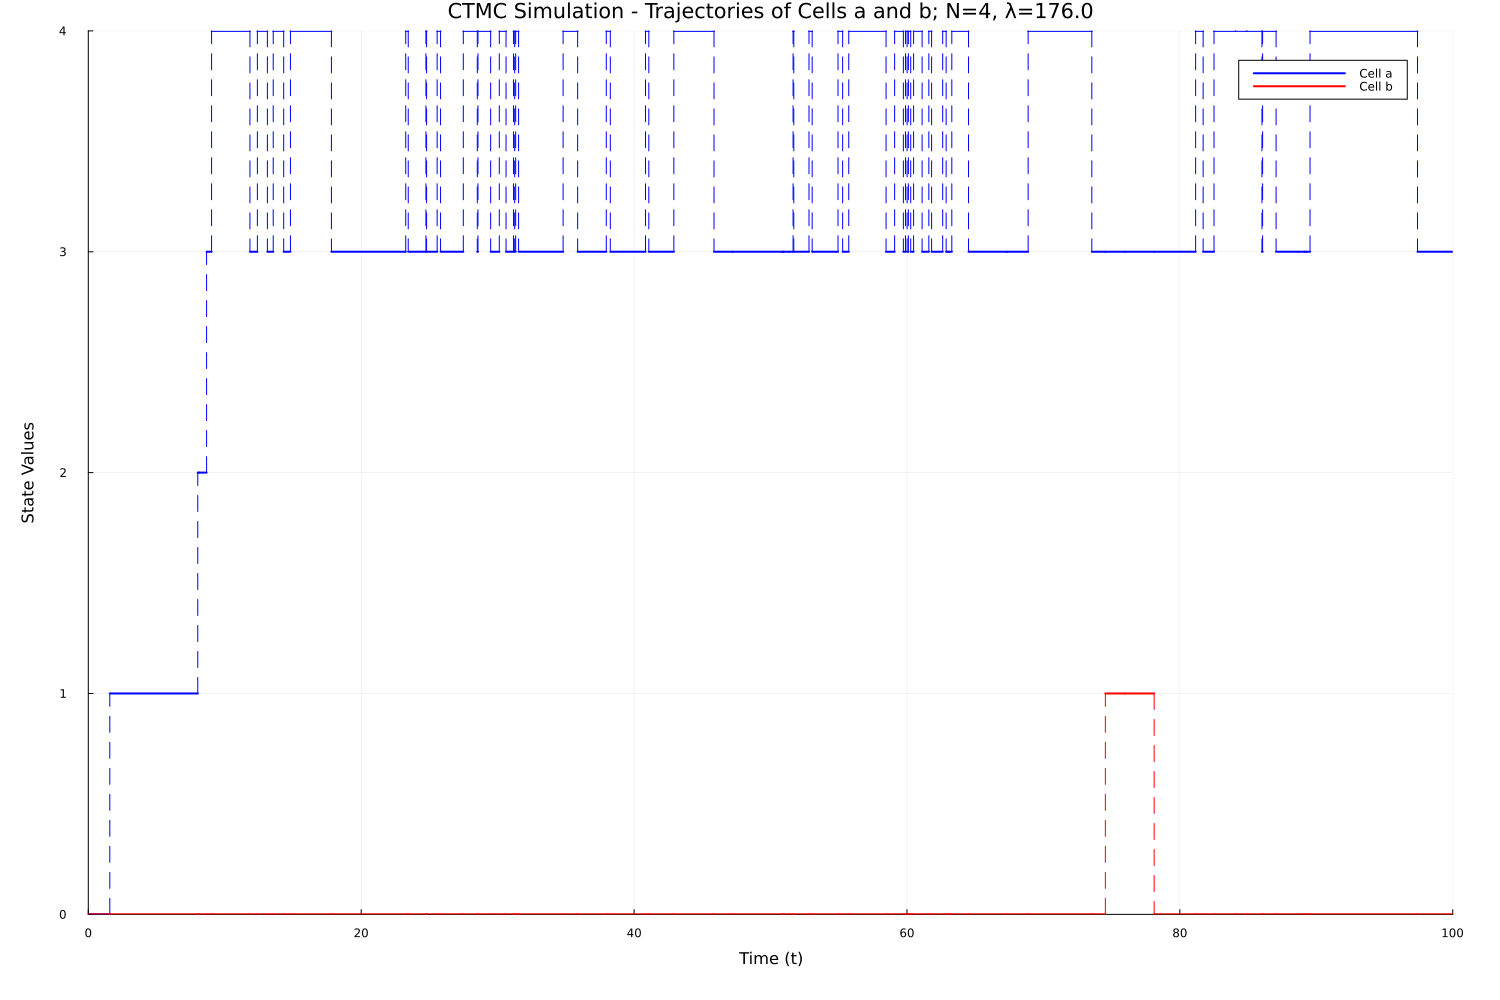 CTMC Simulation - Trajectories of Cells a and b; N=4, λ=176.0
4
Cell a
Cell b
3
State Values
2
1
0
0 20 40 60 80 100
Time (t)